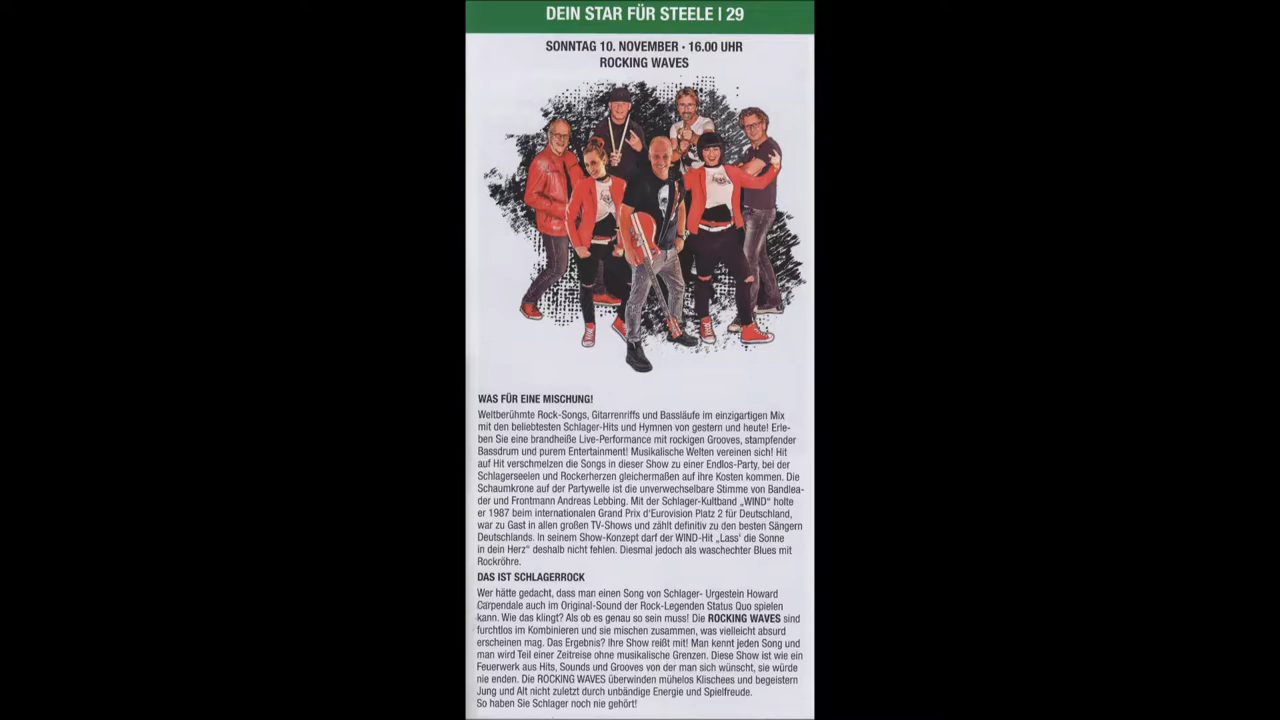 DEIN STAR FÜR STEELE | 29
SONNTAG 10. NOVEMBER · 16.00 UHR
ROCKING WAVES
WAS FÜR EINE MISCHUNG!
Weltberühmte Rock-Songs, Gitarrenriffs und Bassläufe im einzigartigen Mix
mit den beliebtesten Schlager-Hits und Hymnen von gestern und heute! Erle-
ben Sie eine brandheiße Live-Performance mit rockigen Grooves, stampfender
Bassdrum und purem Entertainment! Musikalische Welten vereinen sich! Hit
auf Hit verschmelzen die Songs in dieser Show zu einer Endlos-Party, bei der
Schlagerseelen und Rockerherzen gleichermaßen auf ihre Kosten kommen. Die
Schaumkrone auf der Partywelle ist die unverwechselbare Stimme von Bandlea-
der und Frontmann Andreas Lebbing. Mit der Schlager-Kultband „WIND" holte
er 1987 beim internationalen Grand Prix d'Eurovision Platz 2 für Deutschland,
war zu Gast in allen großen TV-Shows und zählt definitiv zu den besten Sängern
Deutschlands. In seinem Show-Konzept darf der WIND-Hit „Lass' die Sonne
in dein Herz" deshalb nicht fehlen. Diesmal jedoch als waschechter Blues mit
Rockröhre.
DAS IST SCHLAGERROCK
Wer hätte gedacht, dass man einen Song von Schlager- Urgestein Howard
Carpendale auch im Original-Sound der Rock-Legenden Status Quo spielen
kann. Wie das klingt? Als ob es genau so sein muss! Die ROCKING WAVES sind
furchtlos im Kombinieren und sie mischen zusammen, was vielleicht absurd
erscheinen mag. Das Ergebnis? Ihre Show reißt mit! Man kennt jeden Song und
man wird Teil einer Zeitreise ohne musikalische Grenzen. Diese Show ist wie ein
Feuerwerk aus Hits, Sounds und Grooves von der man sich wünscht, sie würde
nie enden. Die ROCKING WAVES überwinden mühelos Klischees und begeistern
Jung und Alt nicht zuletzt durch unbändige Energie und Spielfreude.
So haben Sie Schlager noch nie gehört!